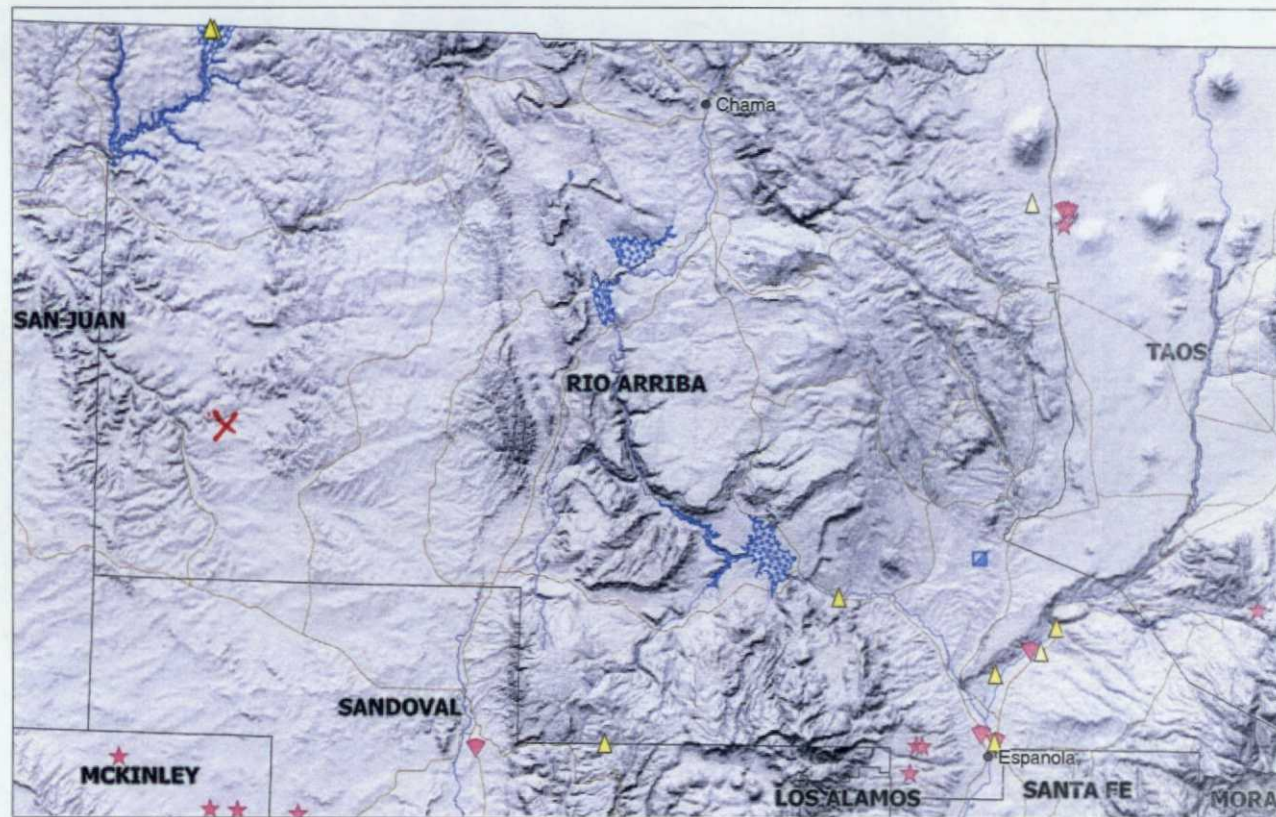 Chama
SAN JUAN
TAOS
RIO ARRIBA
SANDOVAL
Espanola
MCKINLEY
LOS ALAMOS
SANTA FE
MORA